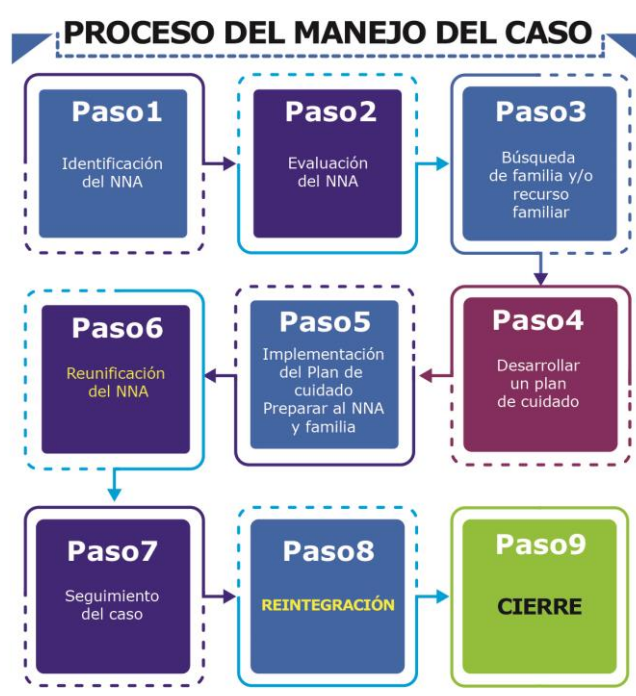 PROCESO DEL MANEJO DEL CASO
Paso1
Identificación
del NNA
Paso2
Evaluación
del NNA
Paso3
Búsqueda
de familia y/o
recurso
familiar
Paso4
Desarrollar
un plan
de cuidado
Paso5
Implementación
del Plan de
cuidado
Preparar al NNA
y familia
Paso6
Reunificación
del NNA
Paso7
Seguimiento
del caso
Paso8
REINTEGRACIÓN
Paso9
CIERRE